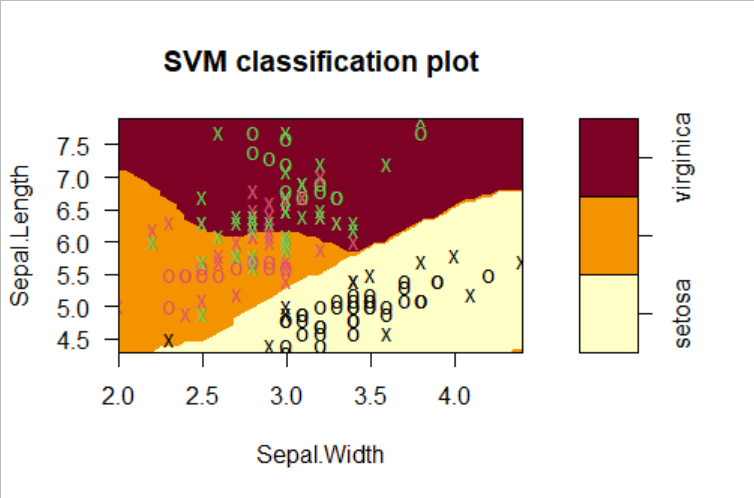 SVM classification plot
Sepal.Length
7.5
7.0
6.5
6.0
5.5
5.0
4.5
2.0 2.5 3.0 3.5 4.0
Sepal.Width
virginica
setosa